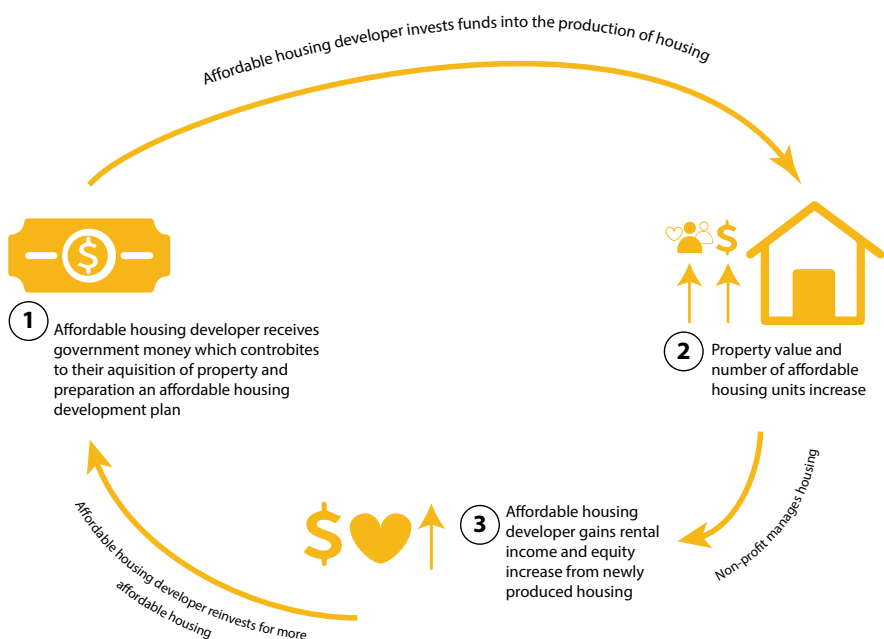 Affordable housing developer invests funds into the production of housing
$
$
1
Affordable housing developer receives
government money which controbites
to their aquisition of property and
preparation an affordable housing
development plan
2
Property value and
number of affordable
housing units increase
Non-profit manages housing
$
3
Affordable housing
developer gains rental
income and equity
increase from newly
produced housing
Affordable housing developer reinvests for more
affordable housing